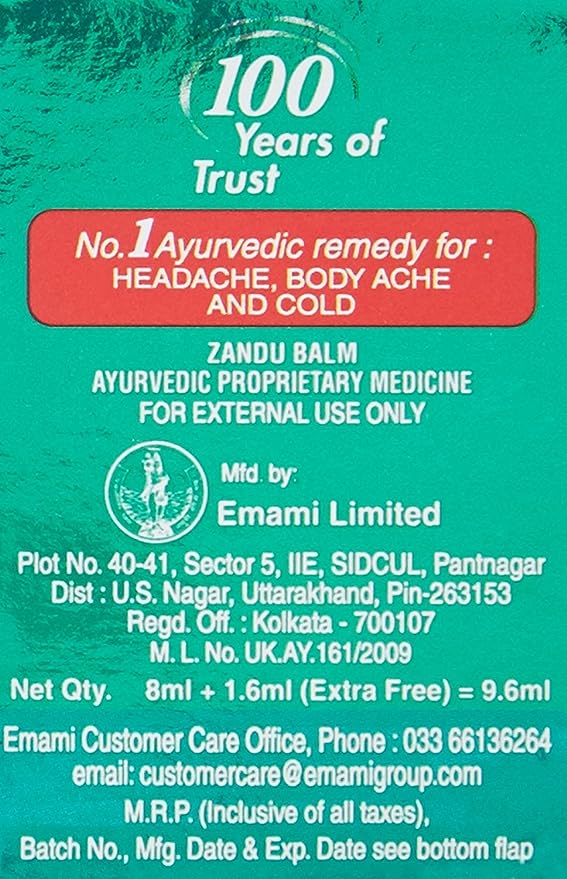 100
Years of
Trust
No.1 Ayurvedic remedy for :
HEADACHE, BODY ACHE
AND COLD
ZANDU BALM
AYURVEDIC PROPRIETARY MEDICINE
FOR EXTERNAL USE ONLY
Mfd. by:
Emami Limited
Plot No. 40-41, Sector 5, IIE, SIDCUL, Pantnagar
Dist : U.S. Nagar, Uttarakhand, Pin-263153
Regd. Off. : Kolkata - 700107
M. L. No. UK.AY.161/2009
Net Qty. 8ml + 1.6ml (Extra Free) = 9.6ml
Emami Customer Care Office, Phone : 033 66136264
email: customercare@emamigroup.com
M.R.P. (Inclusive of all taxes),
Batch No., Mfg. Date & Exp. Date see bottom flap